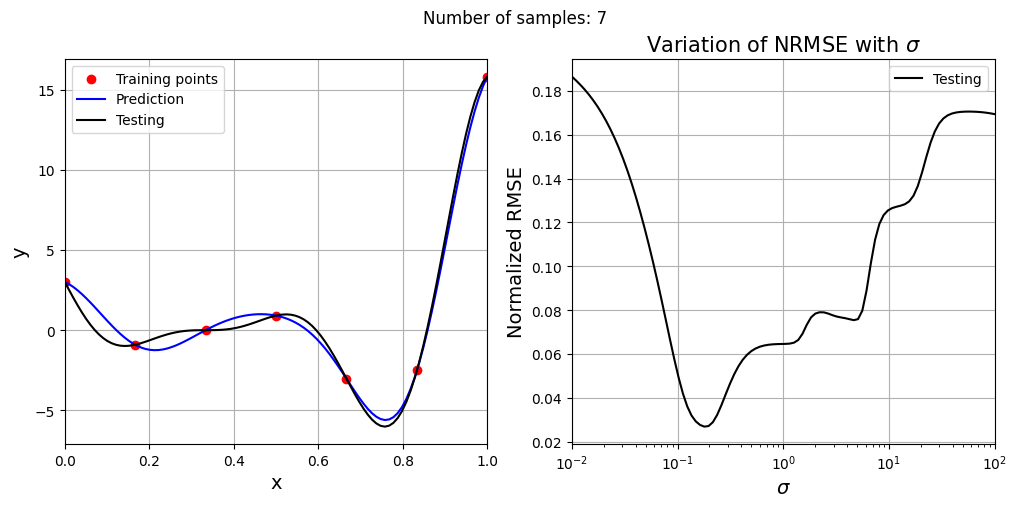 Number of samples: 7
Training points
Prediction
Testing
15
10
5
0
−5
y
0.0 0.2 0.4 0.6 0.8 1.0
x
Variation of NRMSE with σ
Testing
0.18
0.16
0.14
0.12
0.10
0.08
0.06
0.04
0.02
Normalized RMSE
10⁻² 10⁻¹ 10⁰ 10¹ 10²
σ